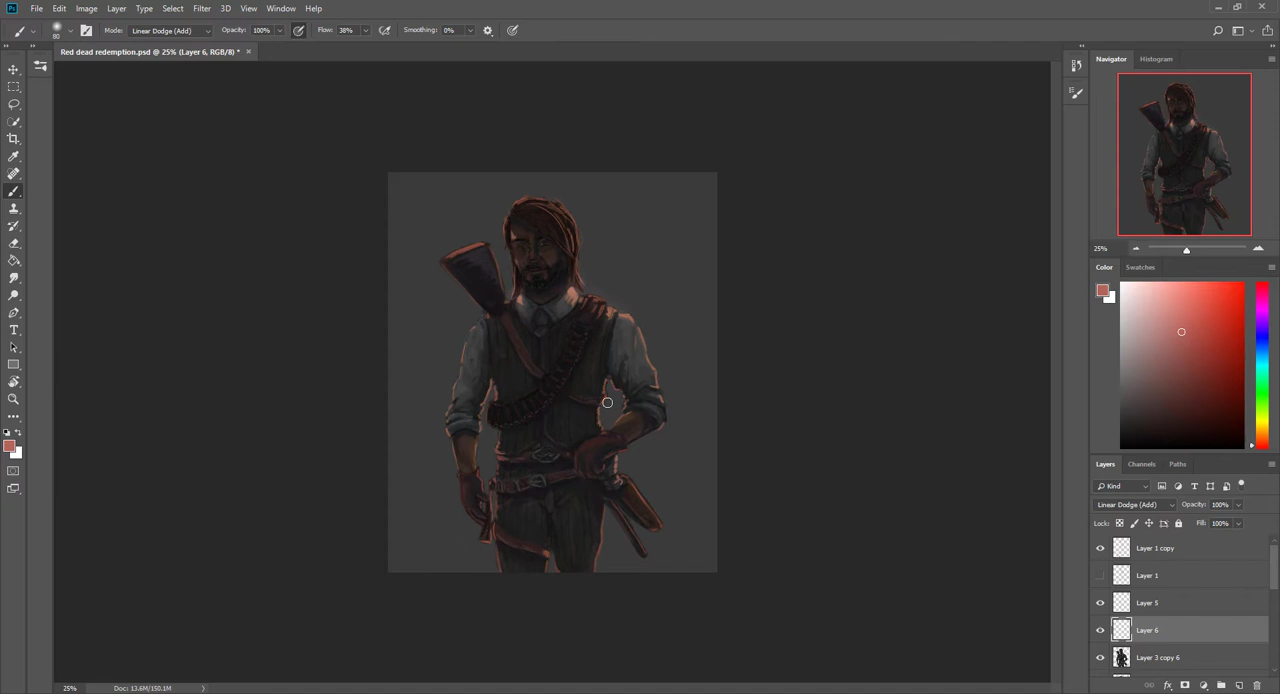 File Edit Image Layer Type Select Filter 3D View Window Help
80 Mode: Linear Dodge (Add) Opacity: 100% Flow: 38% Smoothing: 0%
Red dead redemption.psd @ 25% (Layer 6, RGB/8) *
Navigator Histogram
25%
Color Swatches
Layers Channels Paths
Kind
Linear Dodge (Add) Opacity: 100%
Lock: Fill: 100%
Layer 1 copy
Layer 1
Layer 5
Layer 6
Layer 3 copy 6
25% Doc: 13.6M/150.1M